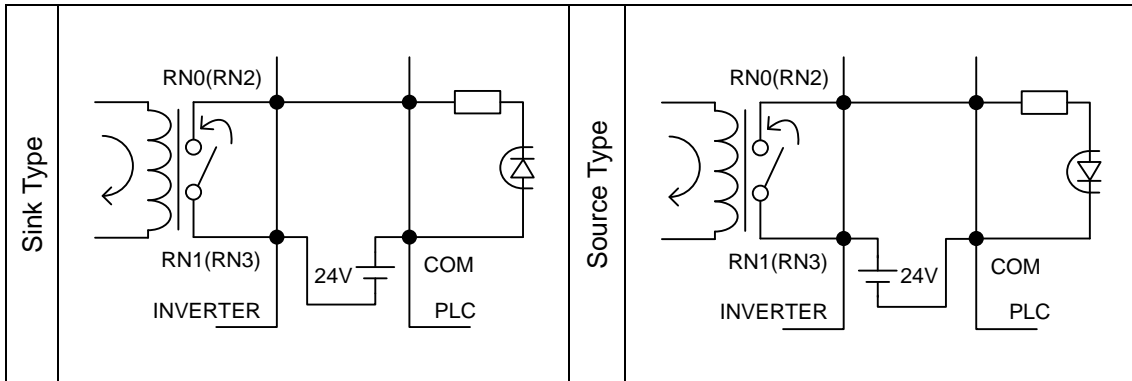 Sink Type
RN0(RN2)
RN1(RN3)
24V
COM
INVERTER
PLC
Source Type
RN0(RN2)
RN1(RN3)
24V
COM
INVERTER
PLC